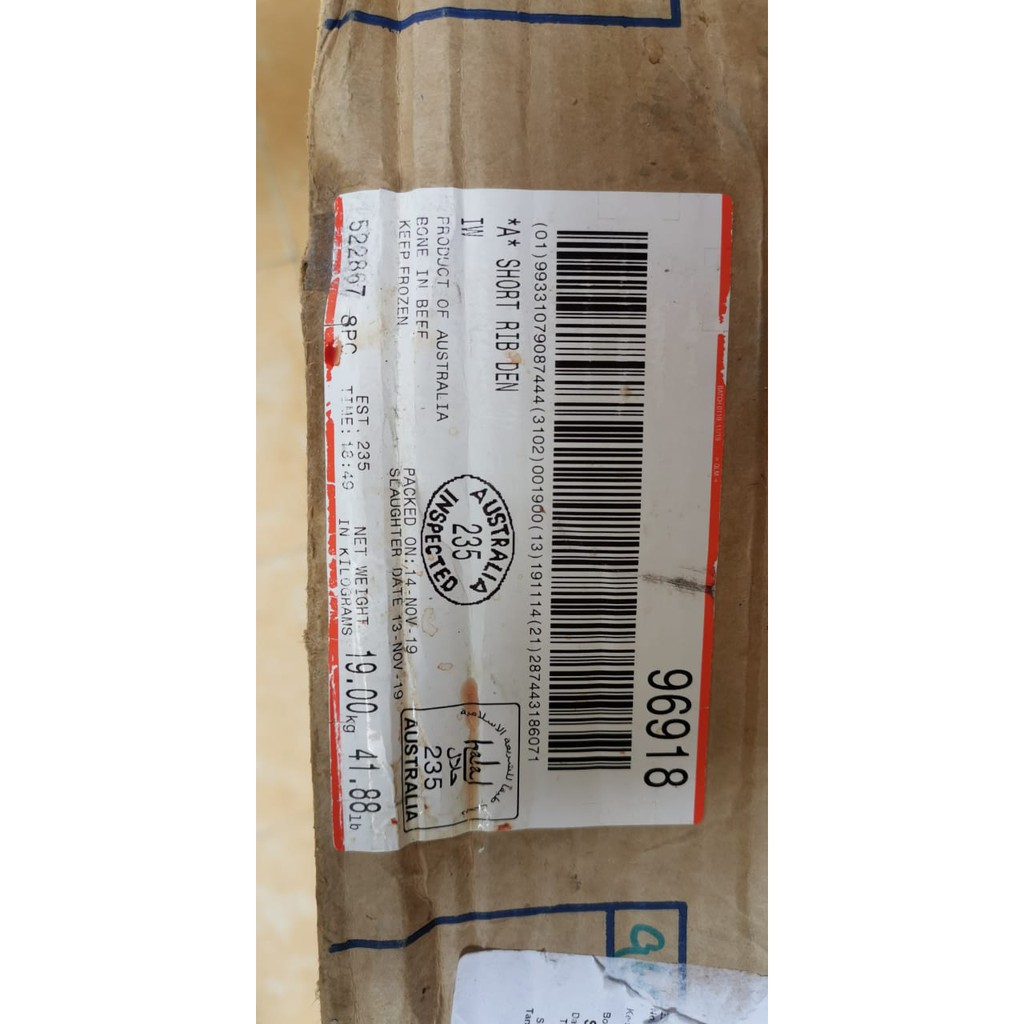 96918
(01)99331079087444(3102)001900(13)191114(21)287443186071
*A* SHORT RIB DEN
IW
PRODUCT OF AUSTRALIA
BONE IN BEEF
KEEP FROZEN
AUSTRALIA
235
INSPECTED
PACKED ON:14-NOV-19
SLAUGHTER DATE 13-NOV-19
halal
حلال
235
AUSTRALIA
522867 8PC
EST. 235
TIME: 13:49
NET WEIGHT
IN KILOGRAMS
19.00kg
41.88lb